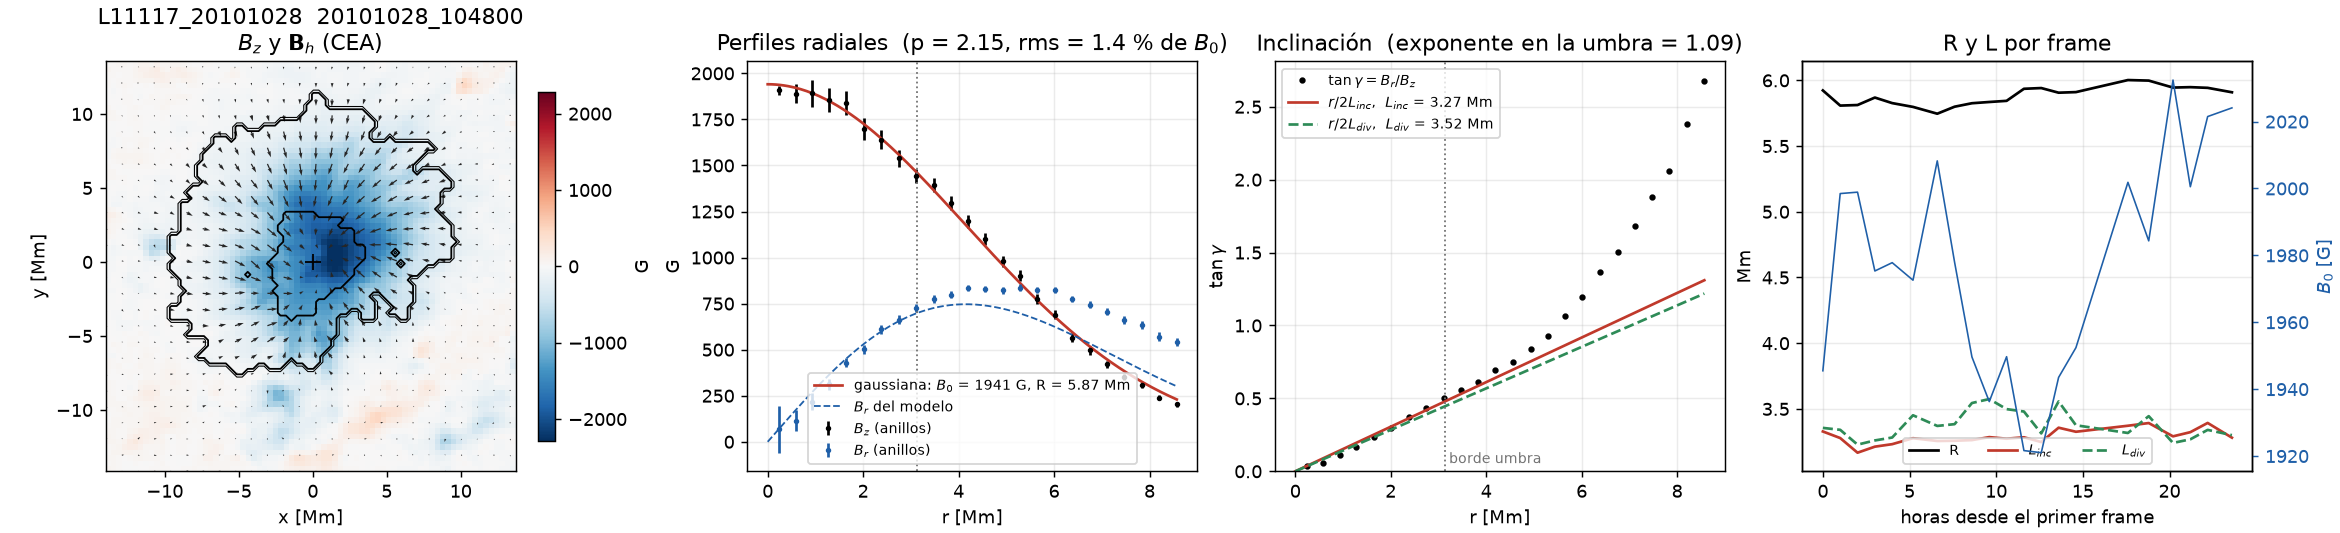 L11117_20101028  20101028_104800
B_z y B_h (CEA)
10
5
0
−5
−10
y [Mm]
−10
−5
0
5
10
x [Mm]
2000
1000
0
−1000
−2000
G
Perfiles radiales  (p = 2.15, rms = 1.4 % de B_0)
2000
1750
1500
1250
1000
750
500
250
0
G
gaussiana: B_0 = 1941 G, R = 5.87 Mm
B_r del modelo
B_z (anillos)
B_r (anillos)
0
2
4
6
8
r [Mm]
Inclinación  (exponente en la umbra = 1.09)
tan γ = B_r/B_z
r/2L_inc,  L_inc = 3.27 Mm
r/2L_div,  L_div = 3.52 Mm
2.5
2.0
1.5
1.0
0.5
0.0
tan γ
borde umbra
0
2
4
6
8
r [Mm]
R y L por frame
6.0
5.5
5.0
4.5
4.0
3.5
Mm
R
L_inc
L_div
2020
2000
1980
1960
1940
1920
B_0 [G]
0
5
10
15
20
horas desde el primer frame